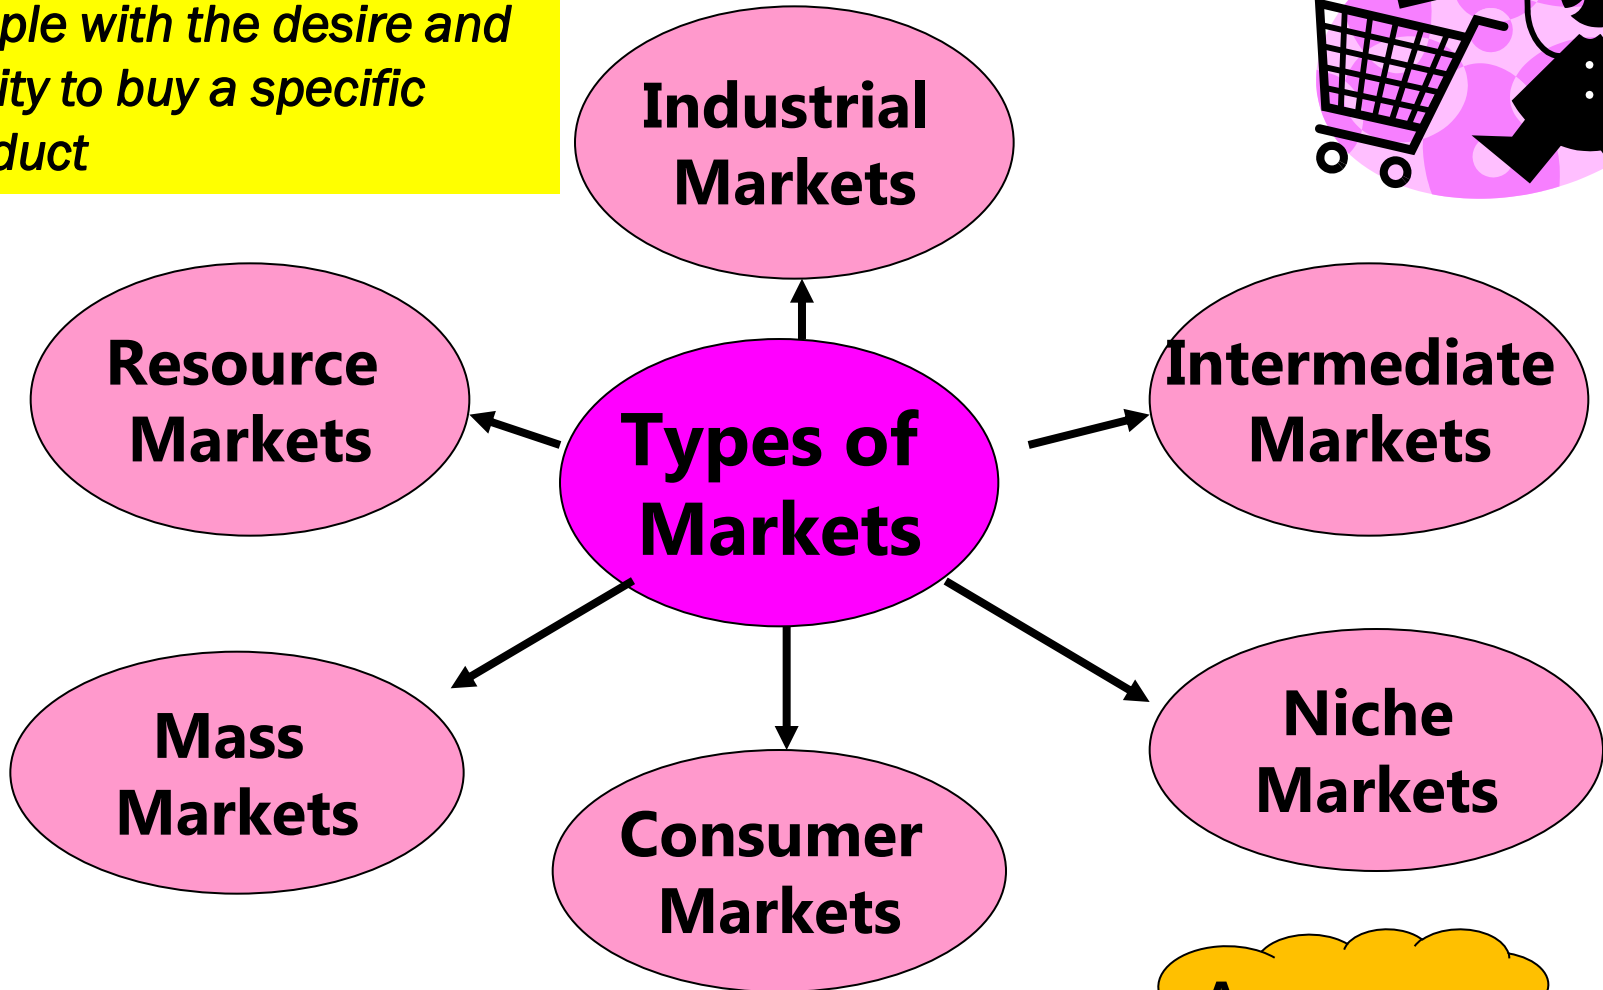 ple with the desire and
ity to buy a specific
duct
Industrial
Markets
Resource
Markets
Intermediate
Markets
Types of
Markets
Mass
Markets
Niche
Markets
Consumer
Markets